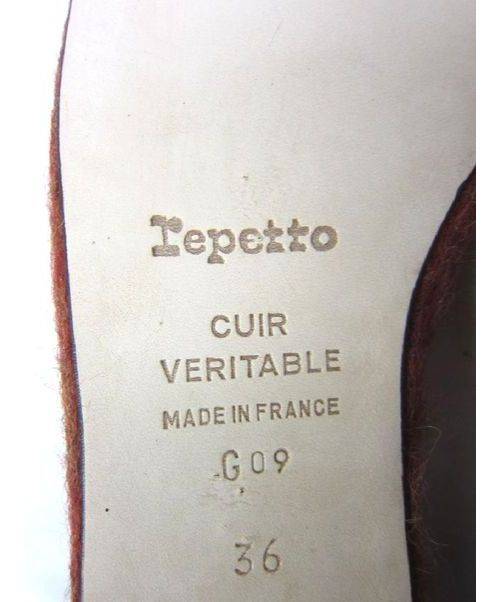 repetto
CUIR
VERITABLE
MADE IN FRANCE
G09
36